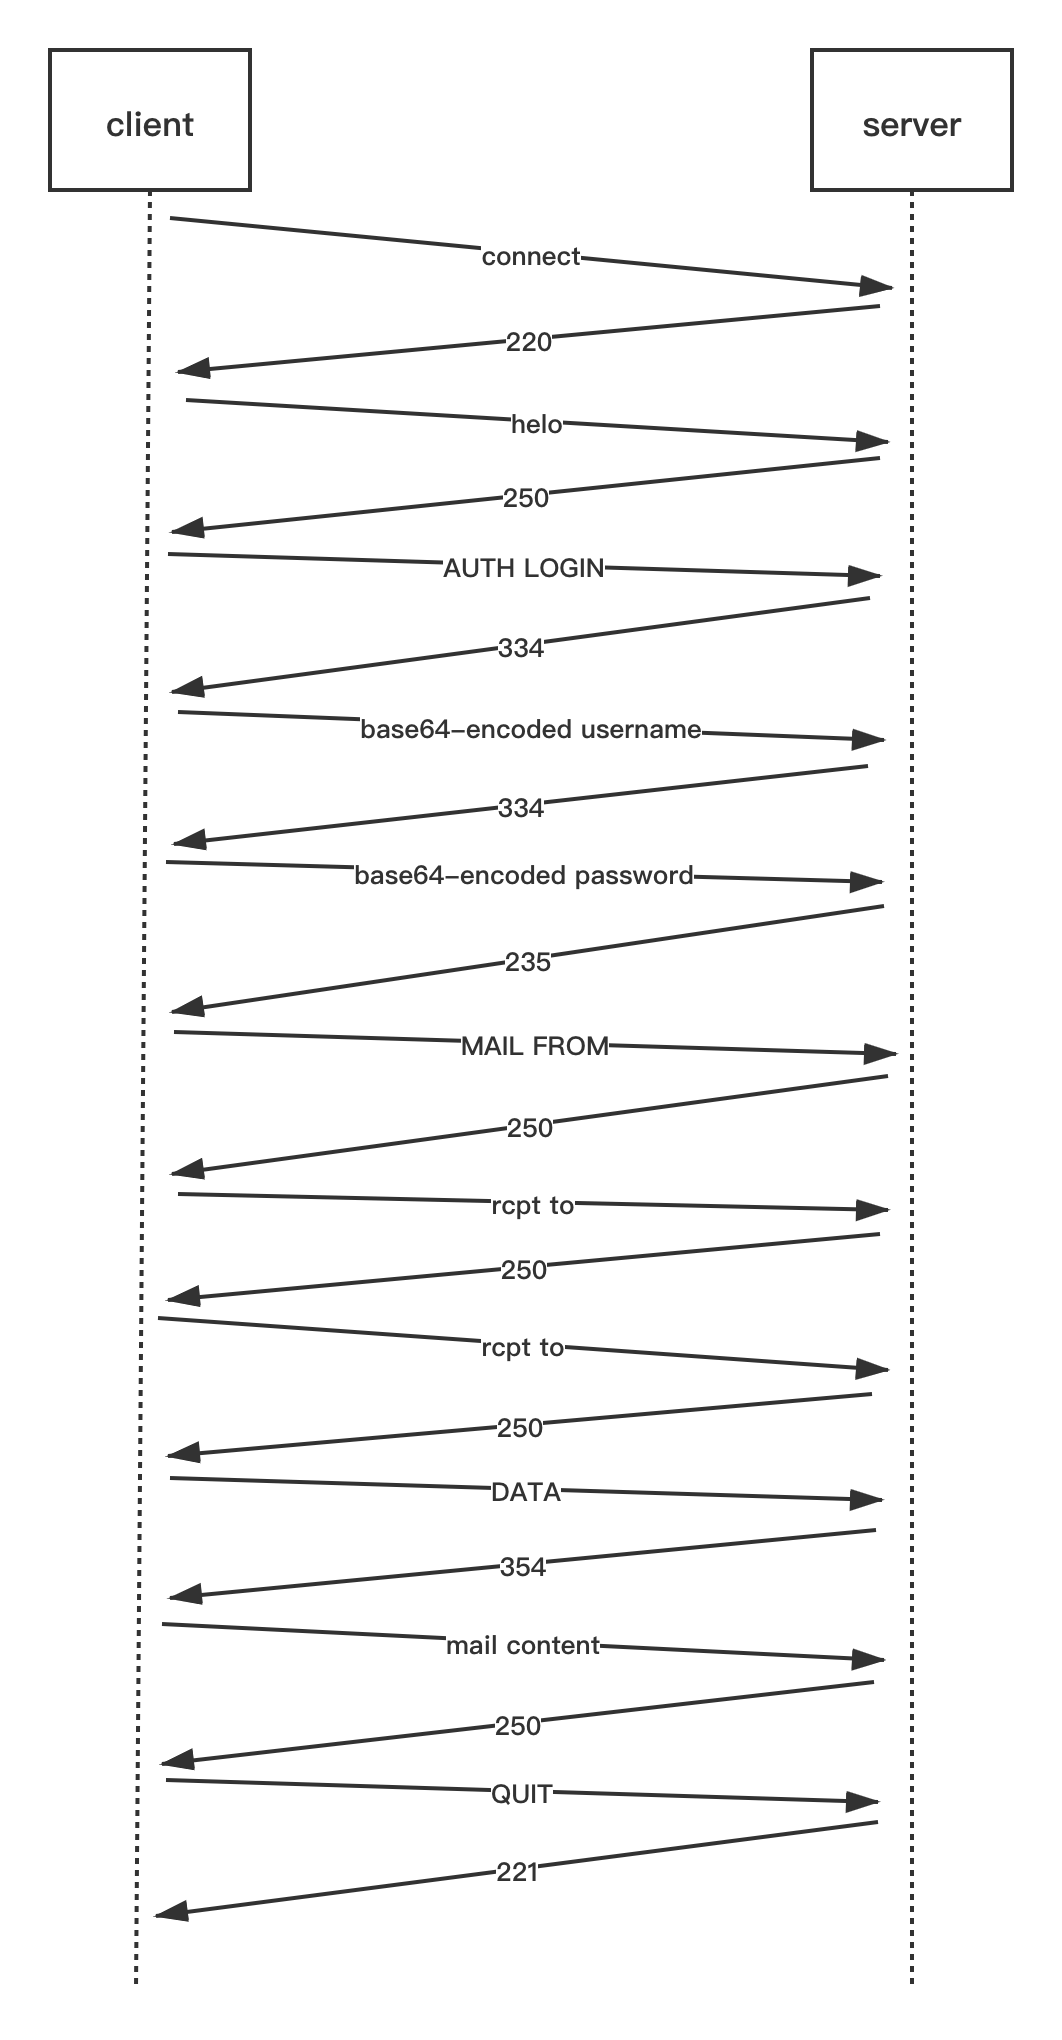 client
server
connect
220
helo
250
AUTH LOGIN
334
base64-encoded username
334
base64-encoded password
235
MAIL FROM
250
rcpt to
250
rcpt to
250
DATA
354
mail content
250
QUIT
221